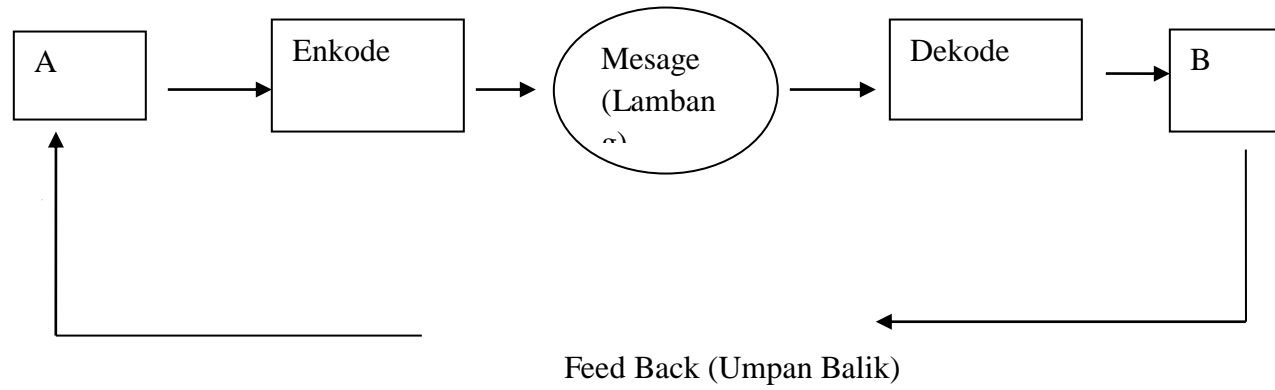 A
Enkode
Mesage
(Lamban
g)
Dekode
B
Feed Back (Umpan Balik)